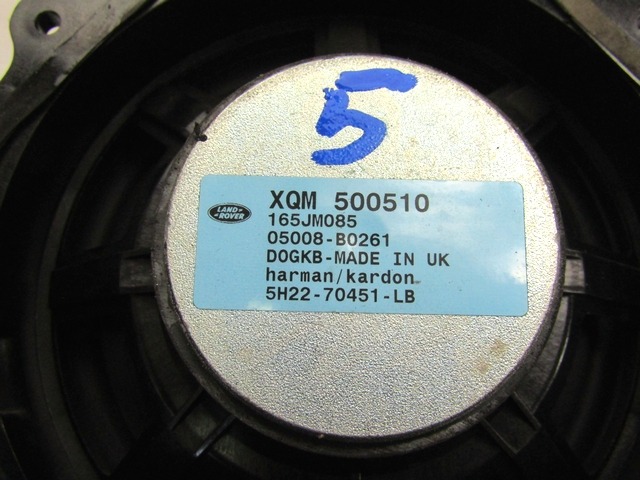 5
XQM 500510
LAND-
-ROVER
165JM085
05008-B0261
DOGKB-MADE IN UK
harman/kardon
5H22-70451-LB